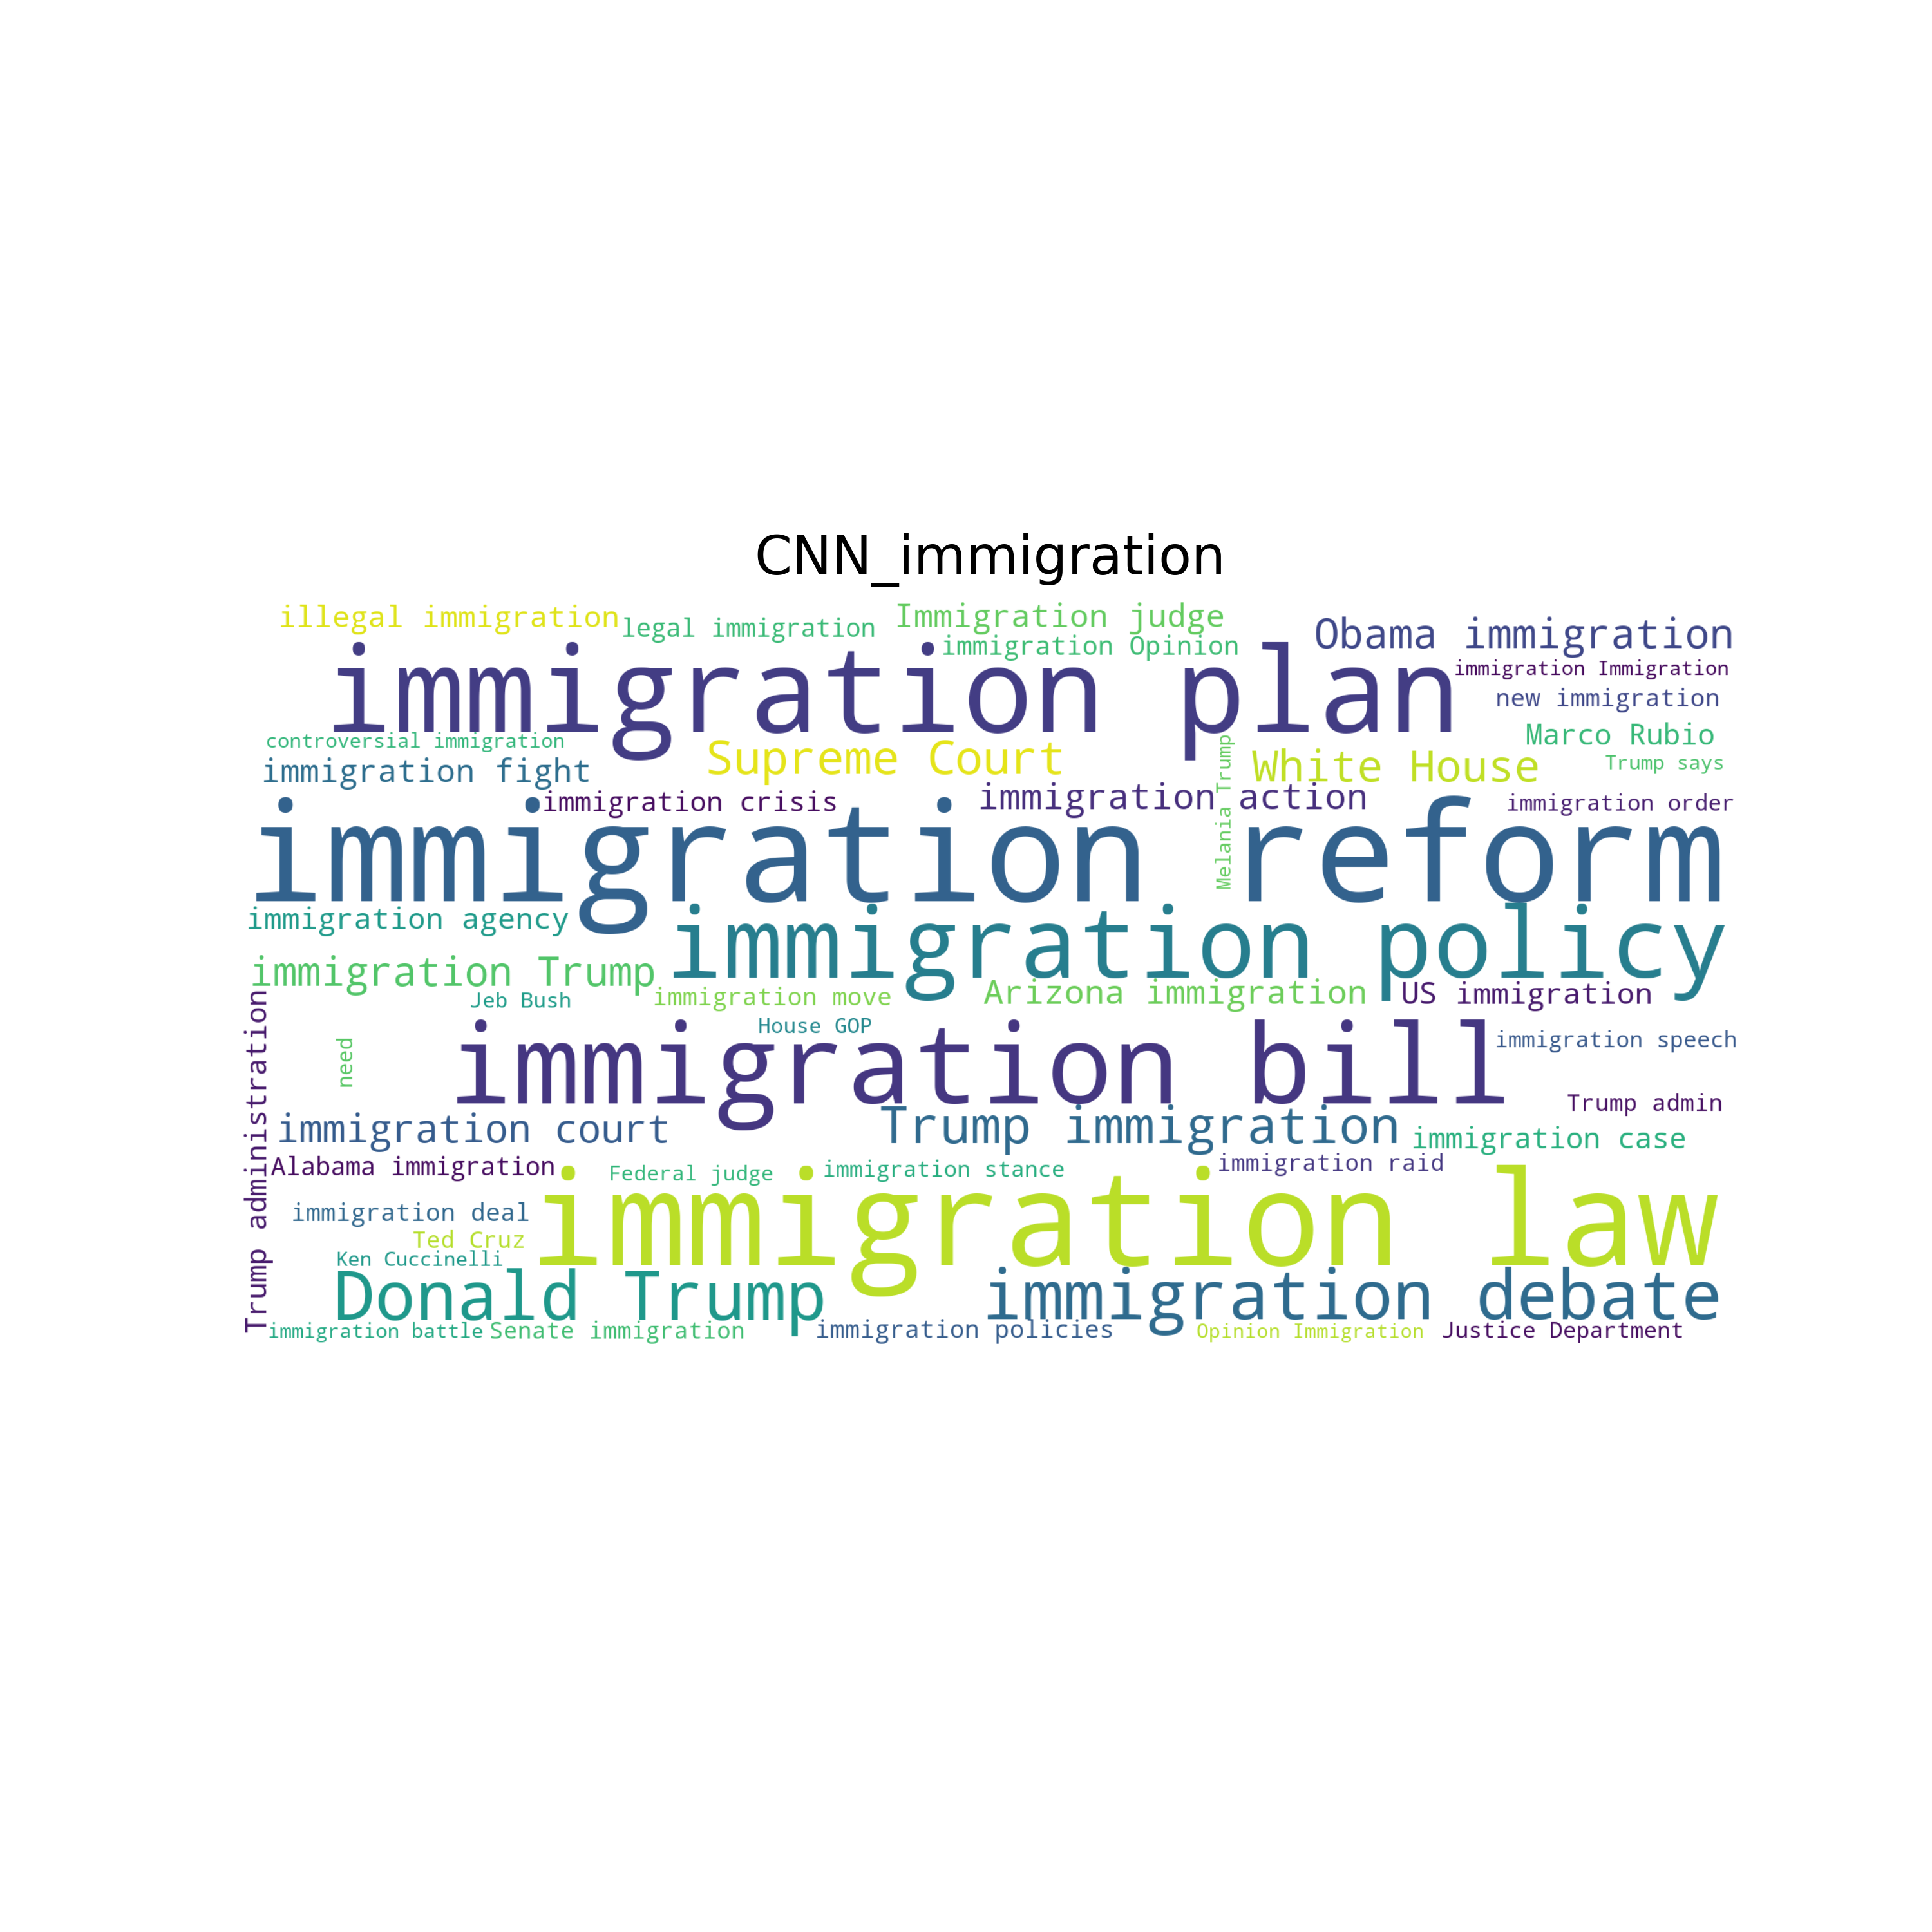 CNN_immigration
illegal immigration
legal immigration
Immigration judge
immigration Opinion
Obama immigration
immigration plan
immigration Immigration
new immigration
controversial immigration
Marco Rubio
immigration fight
Supreme Court
Melania Trump
White House
Trump says
immigration crisis
immigration action
immigration order
immigration reform
immigration agency
immigration policy
immigration Trump
Jeb Bush
immigration move
Arizona immigration
US immigration
Trump administration
need
House GOP
immigration bill
immigration speech
Trump admin
immigration court
Trump immigration
immigration case
Alabama immigration
Federal judge
immigration stance
immigration raid
immigration deal
immigration law
Ted Cruz
Ken Cuccinelli
Donald Trump
immigration debate
immigration battle
Senate immigration
immigration policies
Opinion Immigration
Justice Department